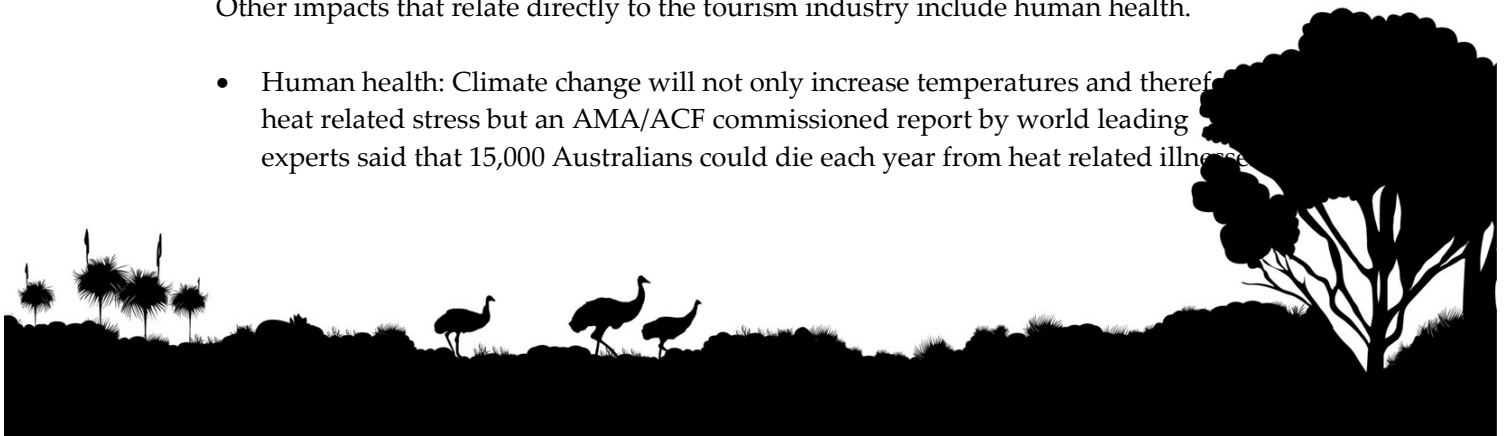 Other impacts that relate directly to the tourism industry include human health.
• Human health: Climate change will not only increase temperatures and
heat related stress but an AMA/ACF commissioned report by world leading
experts said that 15,000 Australians could die each year from heat related